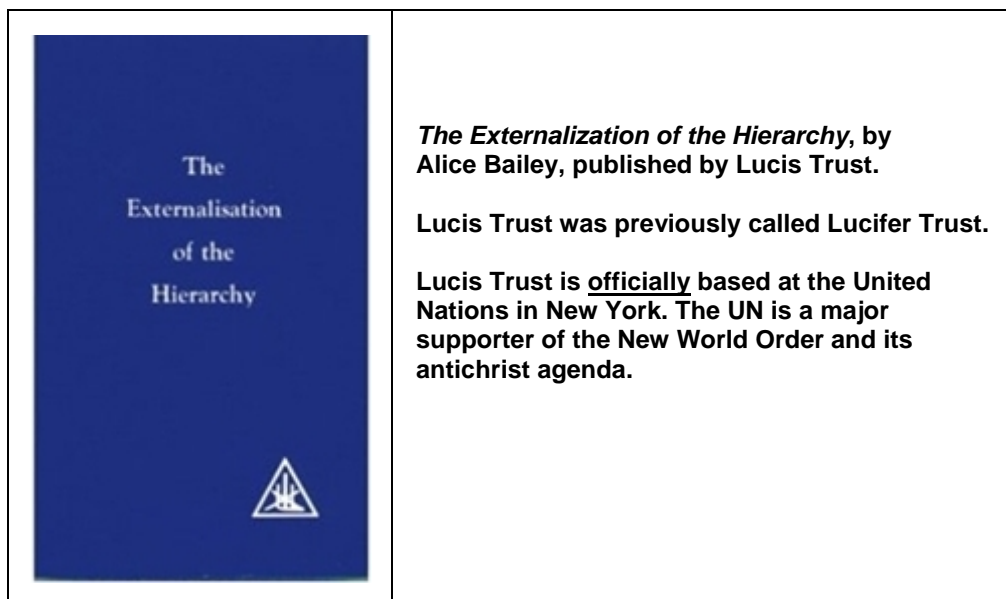 The
Externalisation
of the
Hierarchy
The Externalization of the Hierarchy, by
Alice Bailey, published by Lucis Trust.
Lucis Trust was previously called Lucifer Trust.
Lucis Trust is officially based at the United
Nations in New York. The UN is a major
supporter of the New World Order and its
antichrist agenda.